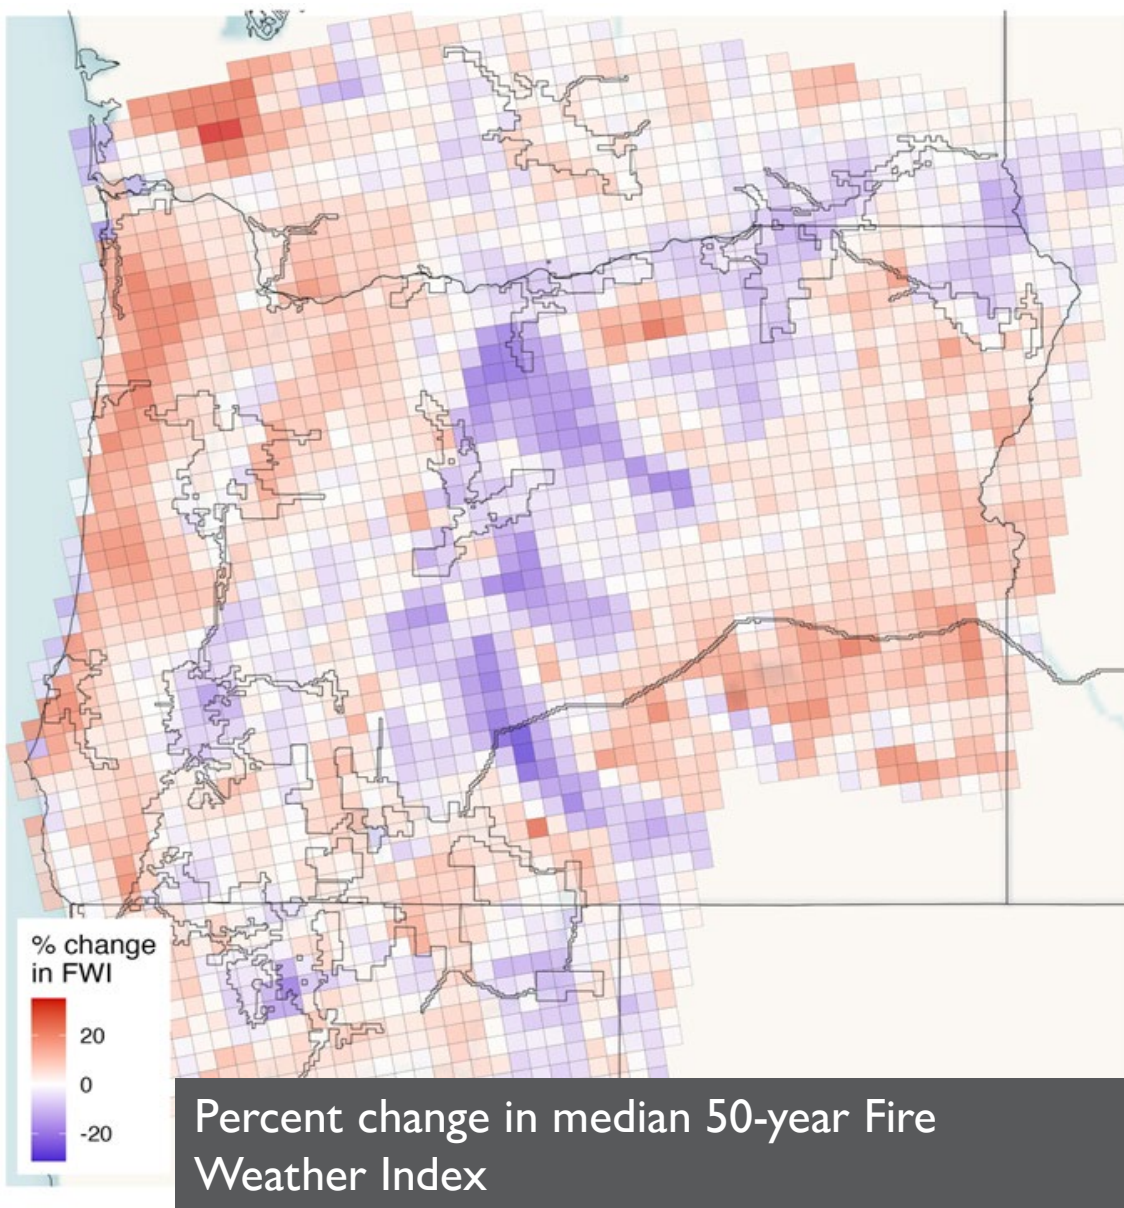 % change
in FWI
20
0
-20
Percent change in median 50-year Fire
Weather Index